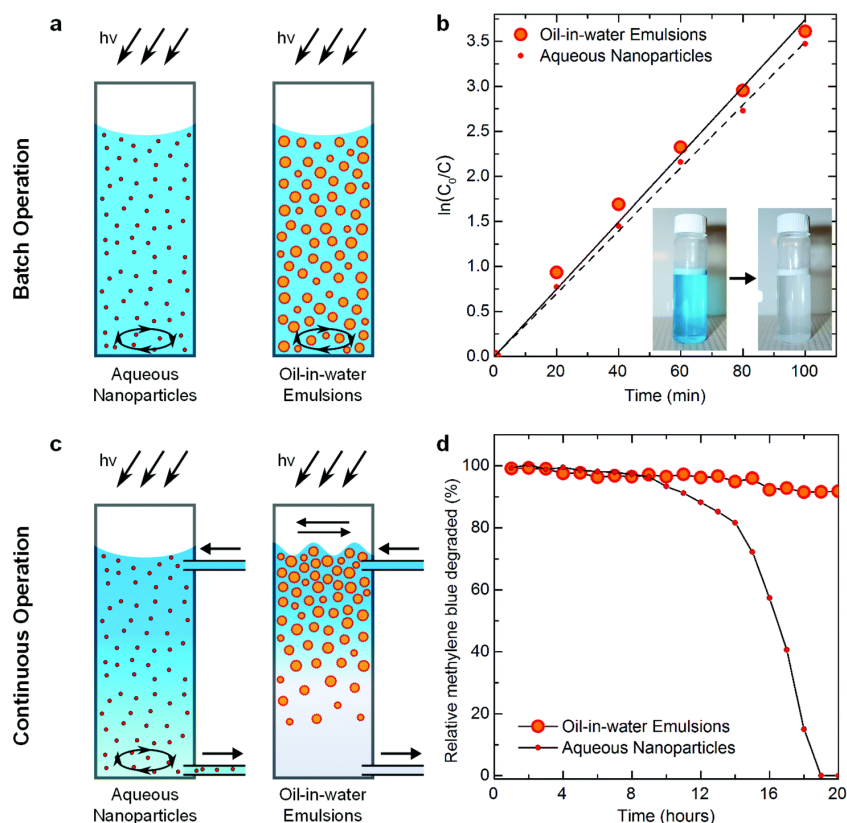 a
hν
hν
Batch Operation
Aqueous
Nanoparticles
Oil-in-water
Emulsions
b
Oil-in-water Emulsions
Aqueous Nanoparticles
ln(C₀/C)
3.5
3.0
2.5
2.0
1.5
1.0
0.5
0.0
0
20
40
60
80
100
Time (min)
c
hν
hν
Continuous Operation
Aqueous
Nanoparticles
Oil-in-water
Emulsions
d
Relative methylene blue degraded (%)
100
80
60
40
20
0
Oil-in-water Emulsions
Aqueous Nanoparticles
0
4
8
12
16
20
Time (hours)